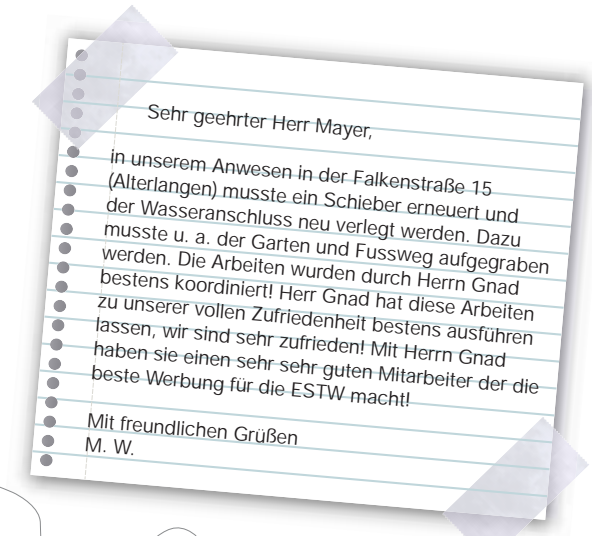 Sehr geehrter Herr Mayer,
in unserem Anwesen in der Falkenstraße 15
(Alterlangen) musste ein Schieber erneuert und
der Wasseranschluss neu verlegt werden. Dazu
musste u. a. der Garten und Fussweg aufgegraben
werden. Die Arbeiten wurden durch Herrn Gnad
bestens koordiniert! Herr Gnad hat diese Arbeiten
zu unserer vollen Zufriedenheit bestens ausführen
lassen, wir sind sehr zufrieden! Mit Herrn Gnad
haben sie einen sehr sehr guten Mitarbeiter der die
beste Werbung für die ESTW macht!
Mit freundlichen Grüßen
M. W.